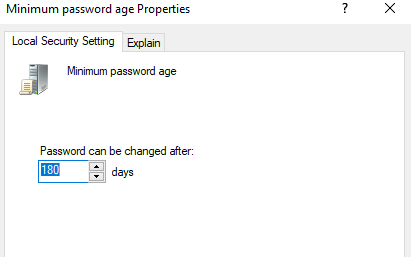 Minimum password age Properties
Local Security Setting
Explain
Minimum password age
Password can be changed after:
180 days